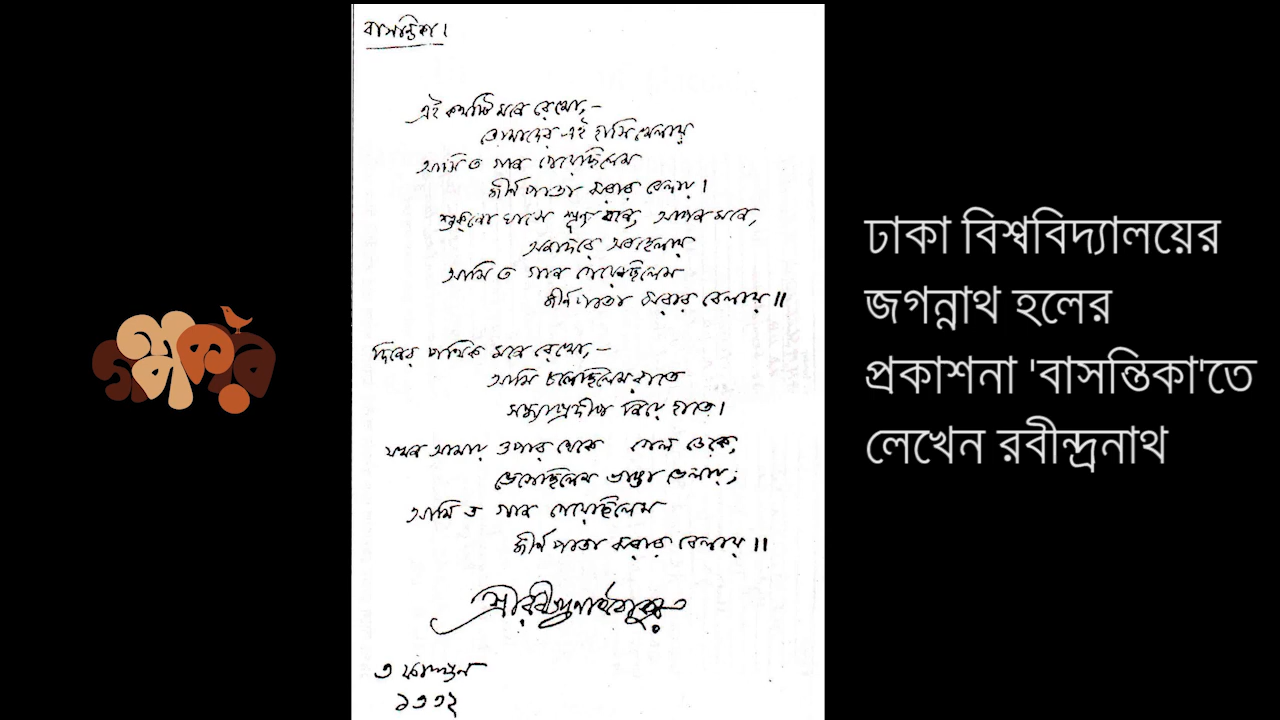 বাসন্তিকা।
এই কথাটি মনে রেখো,–
তোমাদের এই হাসি খেলায়
আমি ত গান গেয়েছিলেম
জীর্ণ পাতা ঝরার বেলায়।
শুকনো ঘাসে শূন্য বনে, আপন মনে,
অনাদরে অবহেলায়
আমি ত গান গেয়েছিলেম
জীর্ণ পাতা ঝরার বেলায়॥
দিনের পথিক মনে রেখো,–
আমি চলেছিলেম রাতে
সন্ধ্যাপ্রদীপ নিয়ে হাতে।
যখন আমায় ওপার থেকে গেল ডেকে,
ভেসেছিলেম ভাঙা ভেলায়;
আমি ত গান গেয়েছিলেম
জীর্ণ পাতা ঝরার বেলায়॥
শ্রীরবীন্দ্রনাথ ঠাকুর
৩ ফাল্গুন
১৩৩২
ঢাকা বিশ্ববিদ্যালয়ের
জগন্নাথ হলের
প্রকাশনা 'বাসন্তিকা'তে
লেখেন রবীন্দ্রনাথ